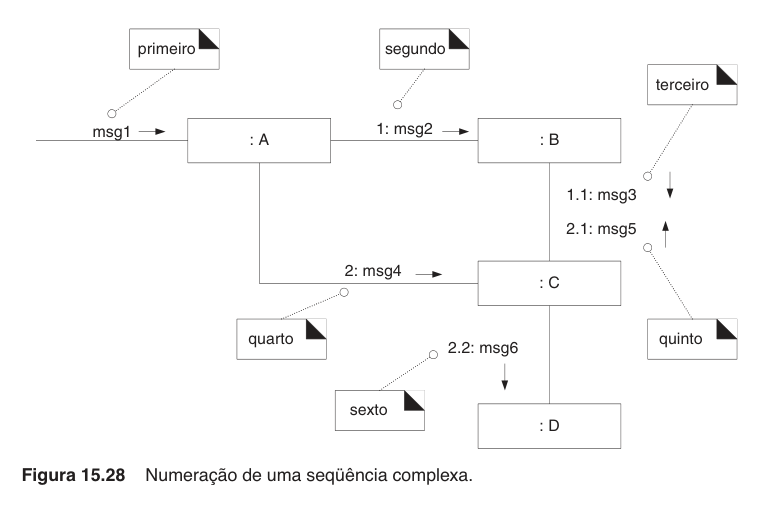 primeiro
segundo
terceiro
msg1
: A
1: msg2
: B
1.1: msg3
2.1: msg5
2: msg4
: C
quarto
quinto
2.2: msg6
sexto
: D
Figura 15.28 Numeração de uma seqüência complexa.